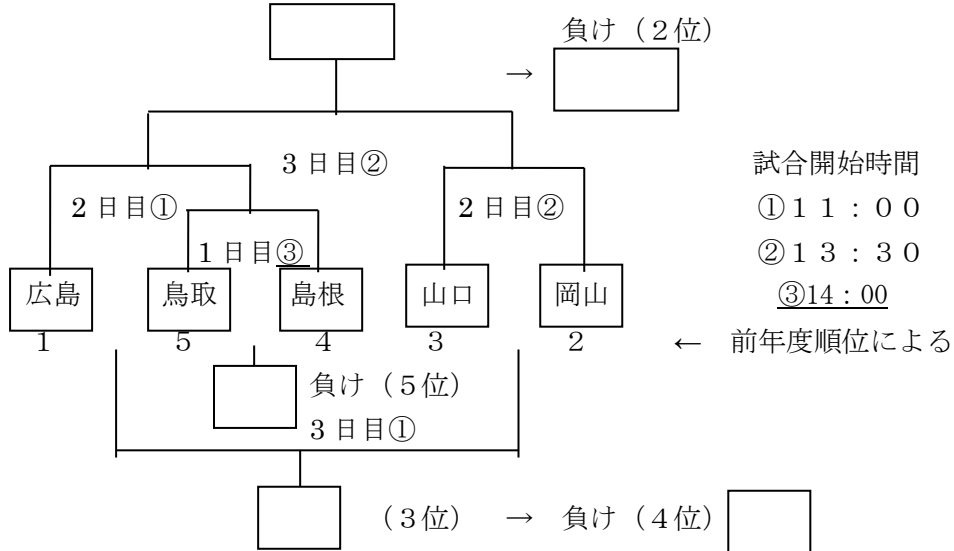 負け（２位）
→
３日目②
試合開始時間
２日目①
２日目②
①１１：００
１日目③
②１３：３０
広島
鳥取
島根
山口
岡山
③14：00
１
５
４
３
２
← 前年度順位による
負け（５位）
３日目①
（３位） → 負け（４位）